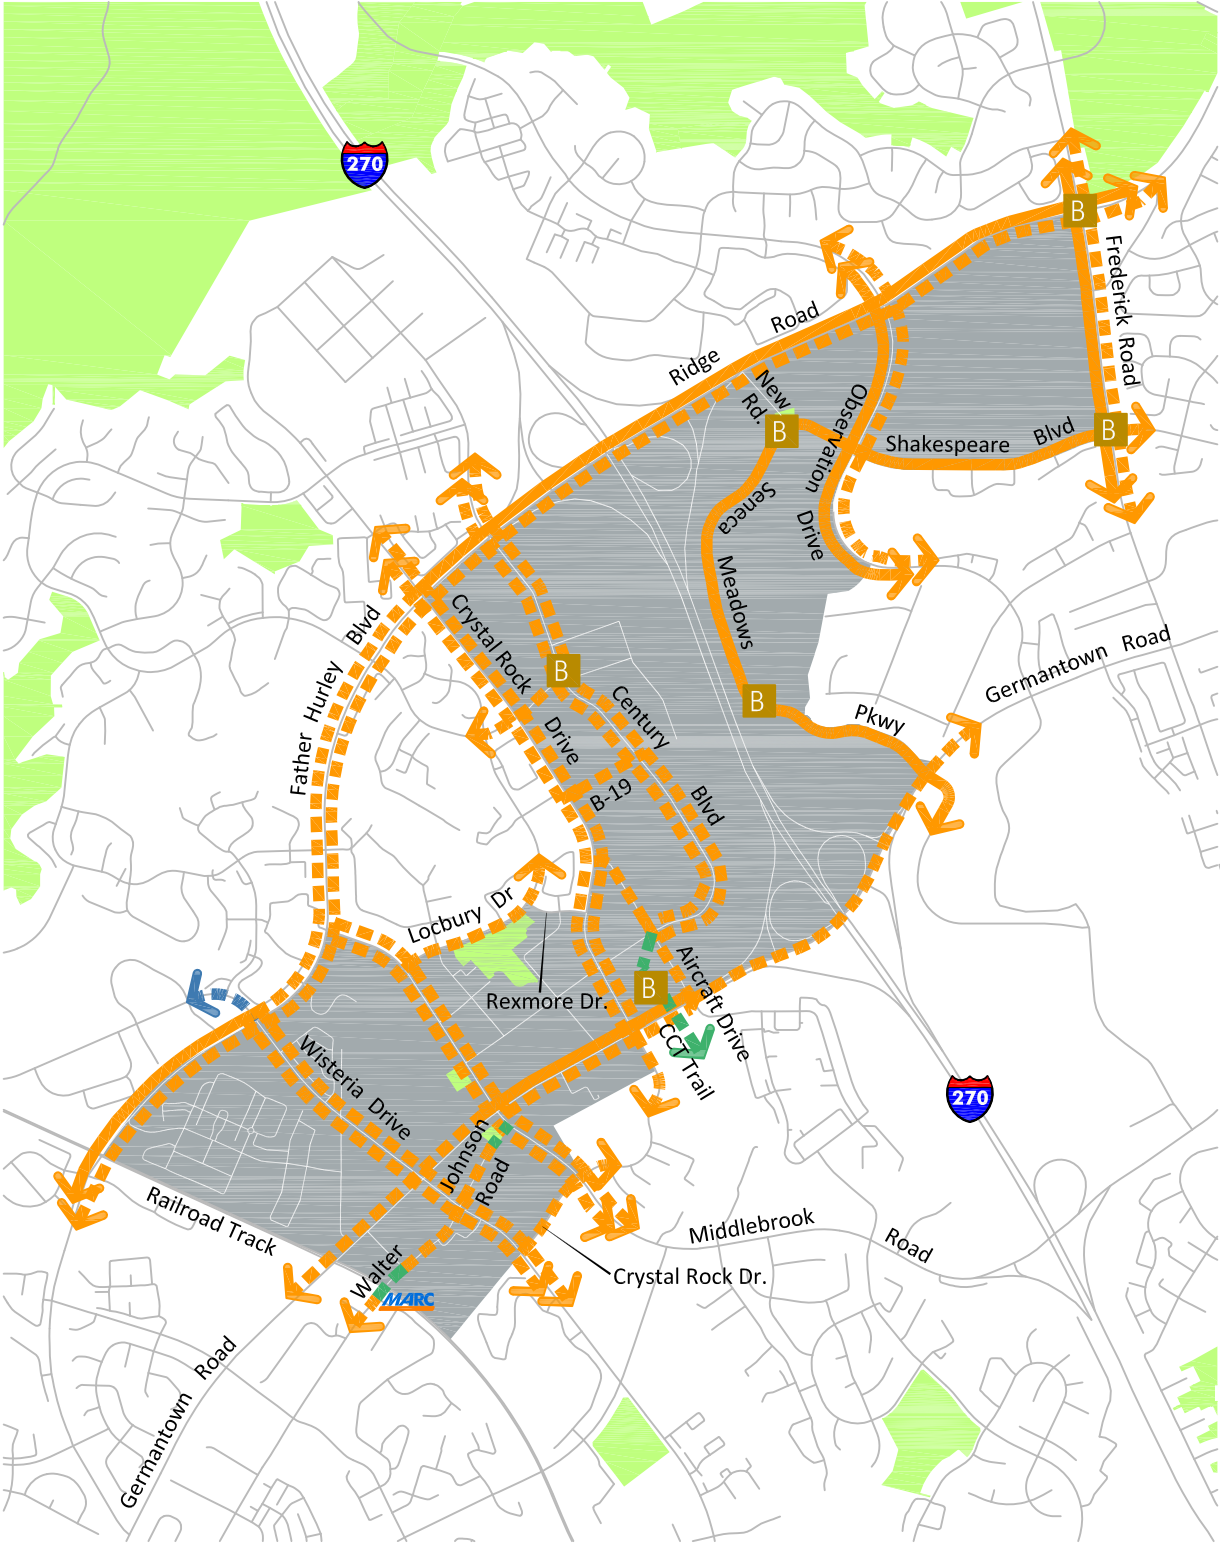 270
B
Frederick Road
Ridge Road
New
Rd.
B
Observation Drive
Shakespeare Blvd
B
Seneca Meadows Pkwy
Crystal Rock Drive
Father Hurley Blvd
B
Century Blvd
B
Germantown Road
B-19
Locbury Dr
Rexmore Dr.
B
Aircraft Drive
CCT Trail
Wisteria Drive
270
Walter Johnson Road
Railroad Track
Middlebrook Road
Crystal Rock Dr.
MARC
Germantown Road